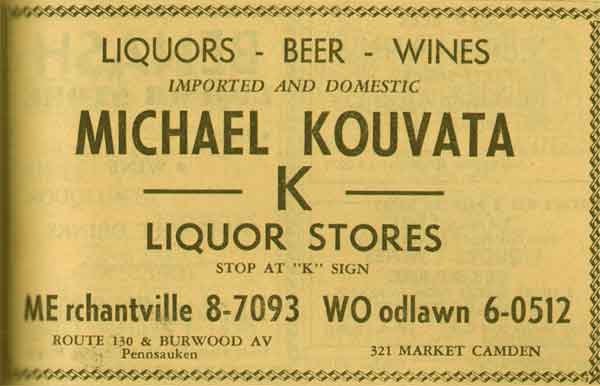 LIQUORS - BEER - WINES
IMPORTED AND DOMESTIC
MICHAEL KOUVATA
— K —
LIQUOR STORES
STOP AT "K" SIGN
ME rchantville 8-7093 WO odlawn 6-0512
ROUTE 130 & BURWOOD AV
Pennsauken
321 MARKET CAMDEN